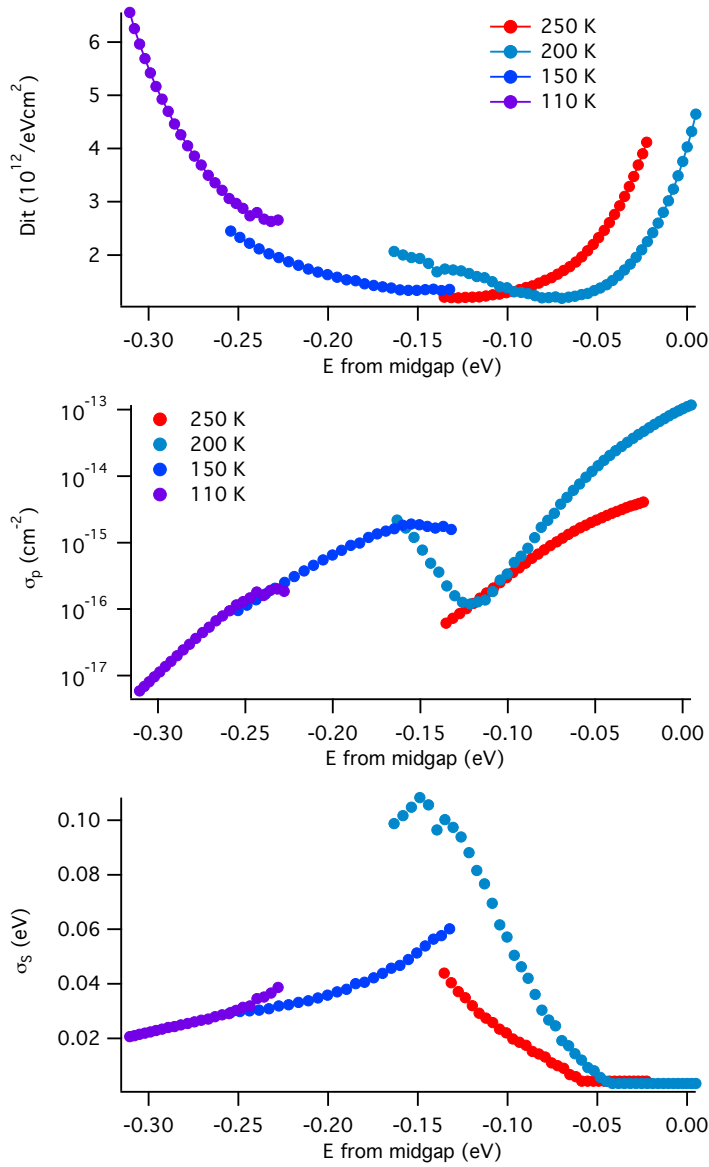 6
5
4
3
2
Dit (10¹²/eVcm²)
250 K
200 K
150 K
110 K
-0.30 -0.25 -0.20 -0.15 -0.10 -0.05 0.00
E from midgap (eV)
10⁻¹³
10⁻¹⁴
10⁻¹⁵
10⁻¹⁶
10⁻¹⁷
σₚ (cm⁻²)
250 K
200 K
150 K
110 K
-0.30 -0.25 -0.20 -0.15 -0.10 -0.05 0.00
E from midgap (eV)
0.10
0.08
0.06
0.04
0.02
σS (eV)
-0.30 -0.25 -0.20 -0.15 -0.10 -0.05 0.00
E from midgap (eV)